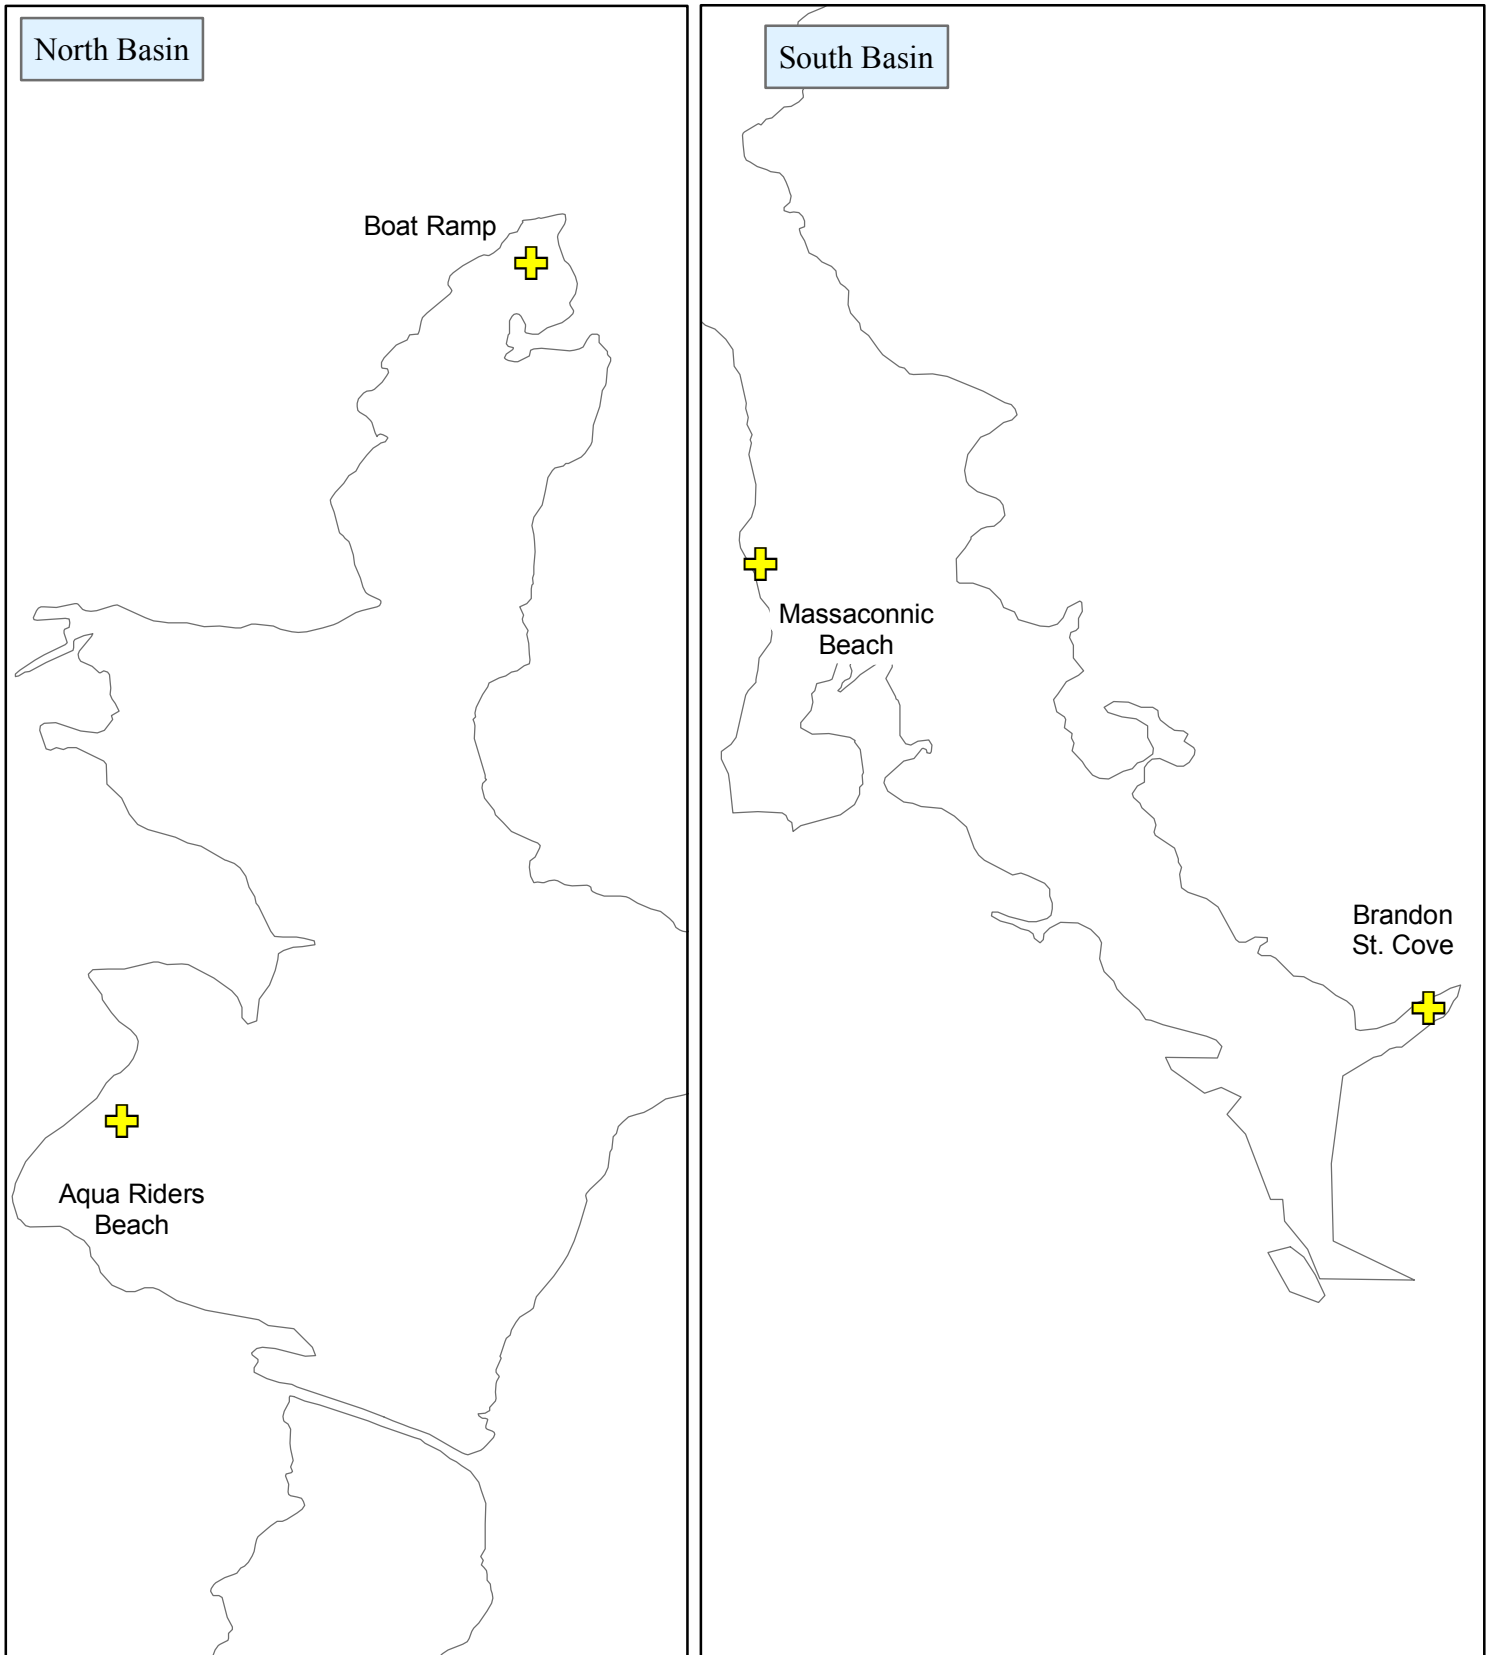 North Basin
Boat Ramp
Aqua Riders
Beach
South Basin
Massaconnic
Beach
Brandon
St. Cove